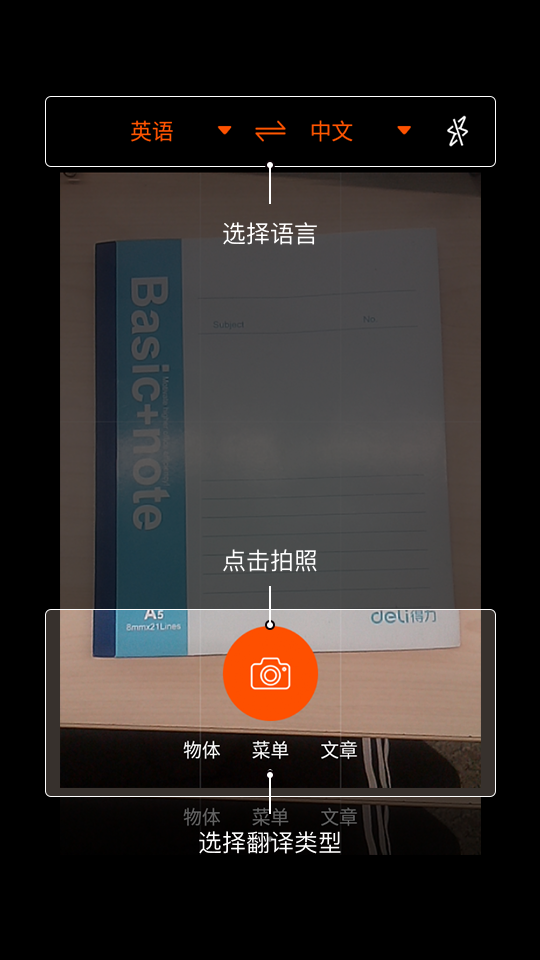 英语 中文
选择语言
Basic+note
Subject No.
点击拍照
A5
8mmx21Lines
deli得力
物体 菜单 文章
物体 菜单 文章
选择翻译类型